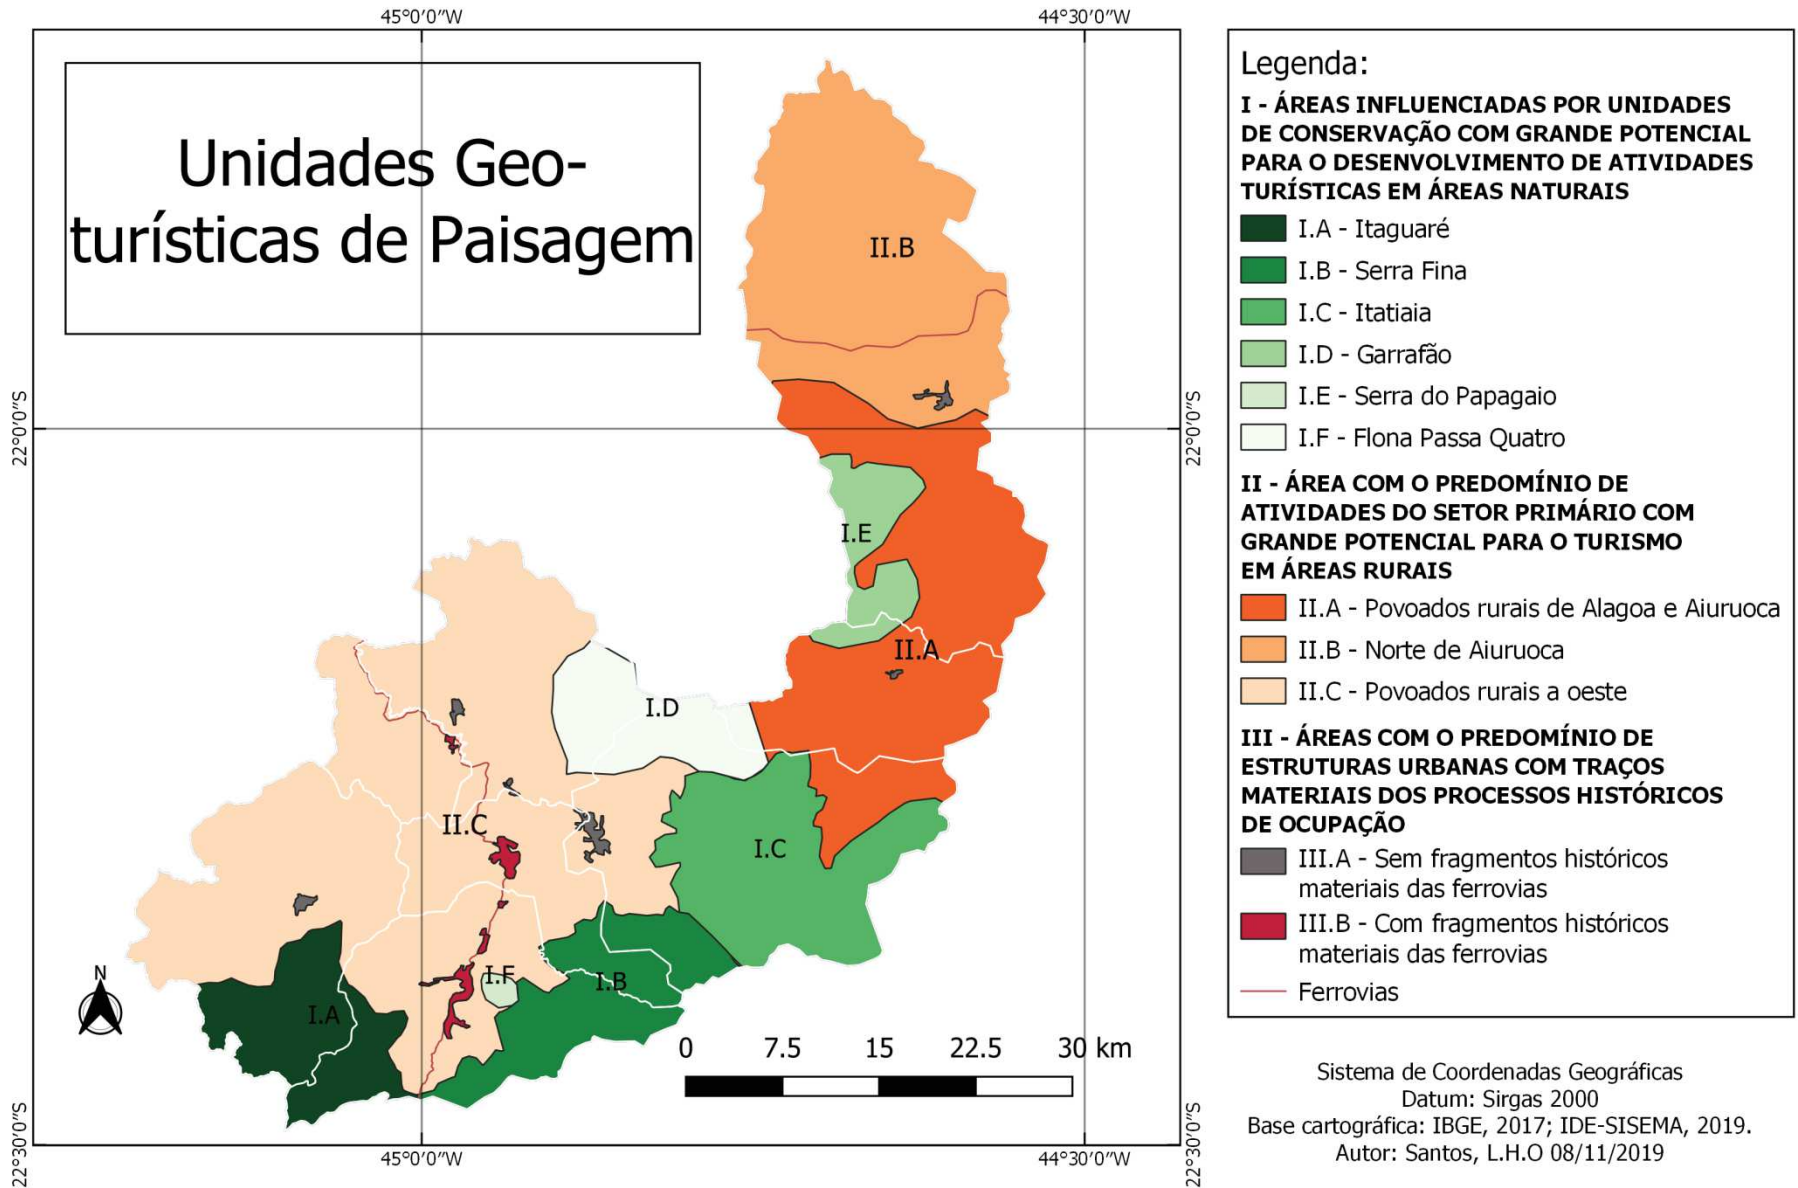 45°0'0"W
44°30'0"W
Unidades Geo-
turísticas de Paisagem
22°0'0"S
22°0'0"S
II.B
I.E
II.A
I.D
II.C
I.C
I.F
I.B
I.A
N
0 7.5 15 22.5 30 km
22°30'0"S
22°30'0"S
45°0'0"W
44°30'0"W
Legenda:
I - ÁREAS INFLUENCIADAS POR UNIDADES
DE CONSERVAÇÃO COM GRANDE POTENCIAL
PARA O DESENVOLVIMENTO DE ATIVIDADES
TURÍSTICAS EM ÁREAS NATURAIS
I.A - Itaguaré
I.B - Serra Fina
I.C - Itatiaia
I.D - Garrafão
I.E - Serra do Papagaio
I.F - Flona Passa Quatro
II - ÁREA COM O PREDOMÍNIO DE
ATIVIDADES DO SETOR PRIMÁRIO COM
GRANDE POTENCIAL PARA O TURISMO
EM ÁREAS RURAIS
II.A - Povoados rurais de Alagoa e Aiuruoca
II.B - Norte de Aiuruoca
II.C - Povoados rurais a oeste
III - ÁREAS COM O PREDOMÍNIO DE
ESTRUTURAS URBANAS COM TRAÇOS
MATERIAIS DOS PROCESSOS HISTÓRICOS
DE OCUPAÇÃO
III.A - Sem fragmentos históricos
materiais das ferrovias
III.B - Com fragmentos históricos
materiais das ferrovias
Ferrovias
Sistema de Coordenadas Geográficas
Datum: Sirgas 2000
Base cartográfica: IBGE, 2017; IDE-SISEMA, 2019.
Autor: Santos, L.H.O 08/11/2019